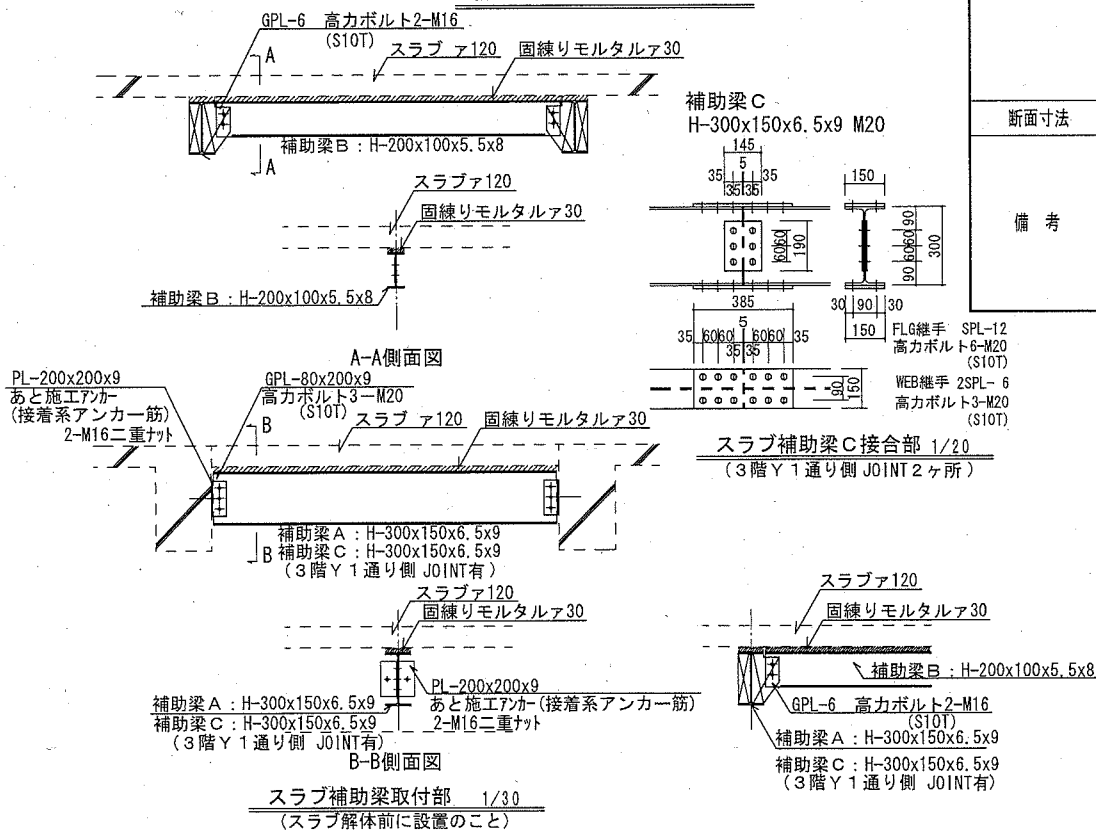 GPL-6 高力ボルト2-M16
(S10T)
A
スラブ ァ120
固練りモルタルァ30
補助梁B：H-200x100x5.5x8
A
スラブァ120
固練りモルタルァ30
補助梁B：H-200x100x5.5x8
A-A側面図
補助梁C
H-300x150x6.5x9 M20
145
5
35 35
35 35
6060
190
150
90
6060
90
300
30 90 30
150
385
5
35 6060 6060 35
35 35
90
150
FLG継手 SPL-12
高力ボルト6-M20
(S10T)
WEB継手 2SPL- 6
高力ボルト3-M20
(S10T)
スラブ補助梁C接合部 1/20
(３階Ｙ１通り側 JOINT２ヶ所)
断面寸法
備 考
PL-200x200x9
あと施工アンカー
(接着系アンカー筋)
2-M16二重ナット
GPL-80x200x9
高力ボルト3－M20
(S10T)
B
スラブ ァ120
固練りモルタルァ30
補助梁A：H-300x150x6.5x9
B
補助梁C：H-300x150x6.5x9
(３階Ｙ１通り側 JOINT有)
スラブァ120
固練りモルタルァ30
PL-200x200x9
あと施工アンカー(接着系アンカー筋)
2-M16二重ナット
補助梁A：H-300x150x6.5x9
補助梁C：H-300x150x6.5x9
(３階Ｙ１通り側 JOINT有)
B-B側面図
スラブ補助梁取付部 1/30
(スラブ解体前に設置のこと)
スラブァ120
固練りモルタルァ30
補助梁B：H-200x100x5.5x8
GPL-6 高力ボルト2-M16
(S10T)
補助梁A：H-300x150x6.5x9
補助梁C：H-300x150x6.5x9
(３階Ｙ１通り側 JOINT有)